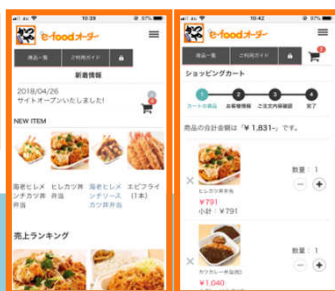 10:39
97%
e-foodオーダー
商品一覧
ご利用ガイド
新着情報
2018/04/26
サイトオープンいたしました!
NEW ITEM
海老ヒレメンチカツ丼弁当
ヒレカツ丼弁当
海老ヒレメンチソースカツ丼弁当
エビフライ(1本)
売上ランキング
10:42
97%
e-foodオーダー
商品一覧
ご利用ガイド
ショッピングカート
1
2
3
4
カートの商品
お客様情報
ご注文内容確認
完了
商品の合計金額は「¥ 1,831-」です。
ヒレカツ丼弁当
¥791
小計:¥791
数量:1
カツカレー弁当(並)
¥1,040
数量:1